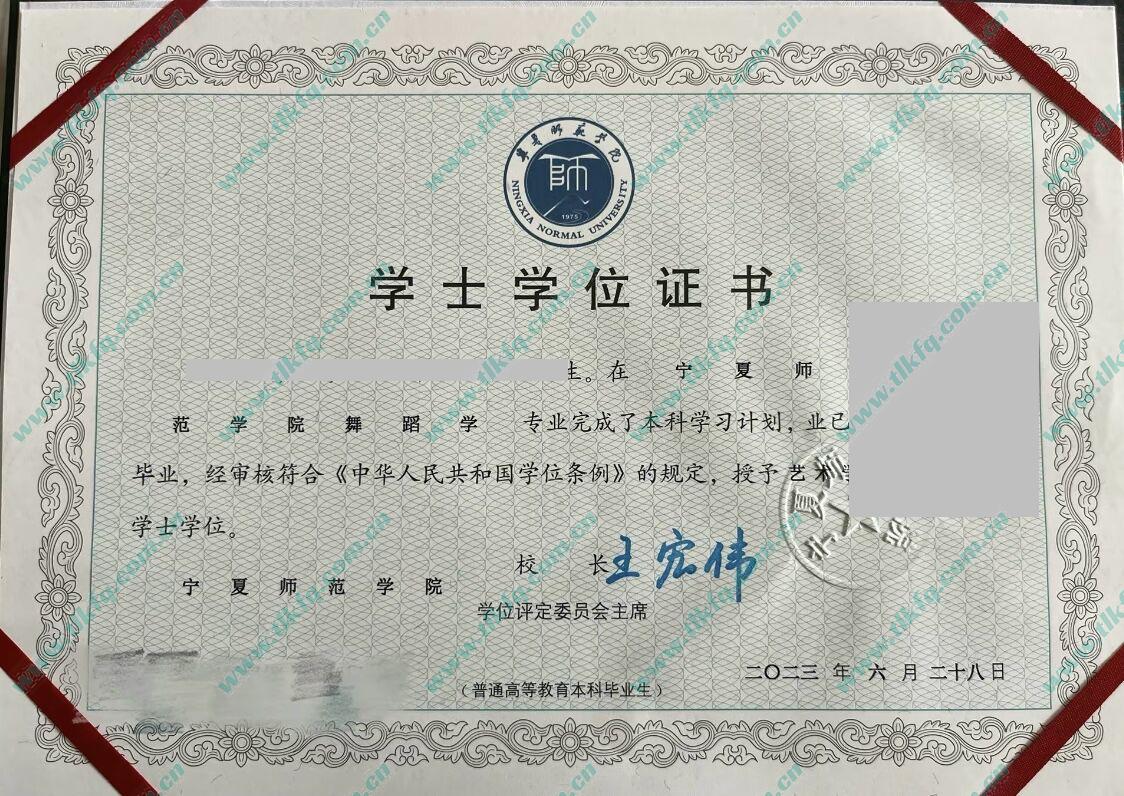 宁夏师范学院
NINGXIA NORMAL UNIVERSITY
1975
学士学位证书
生。在 宁夏师
范学院舞蹈学 专业完成了本科学习计划，业已
毕业，经审核符合《中华人民共和国学位条例》的规定，授予艺术学
学士学位。
校 长 王宏伟
宁夏师范学院
学位评定委员会主席
二〇二三年六月二十八日
（普通高等教育本科毕业生）
www.tlkfq.com.cn